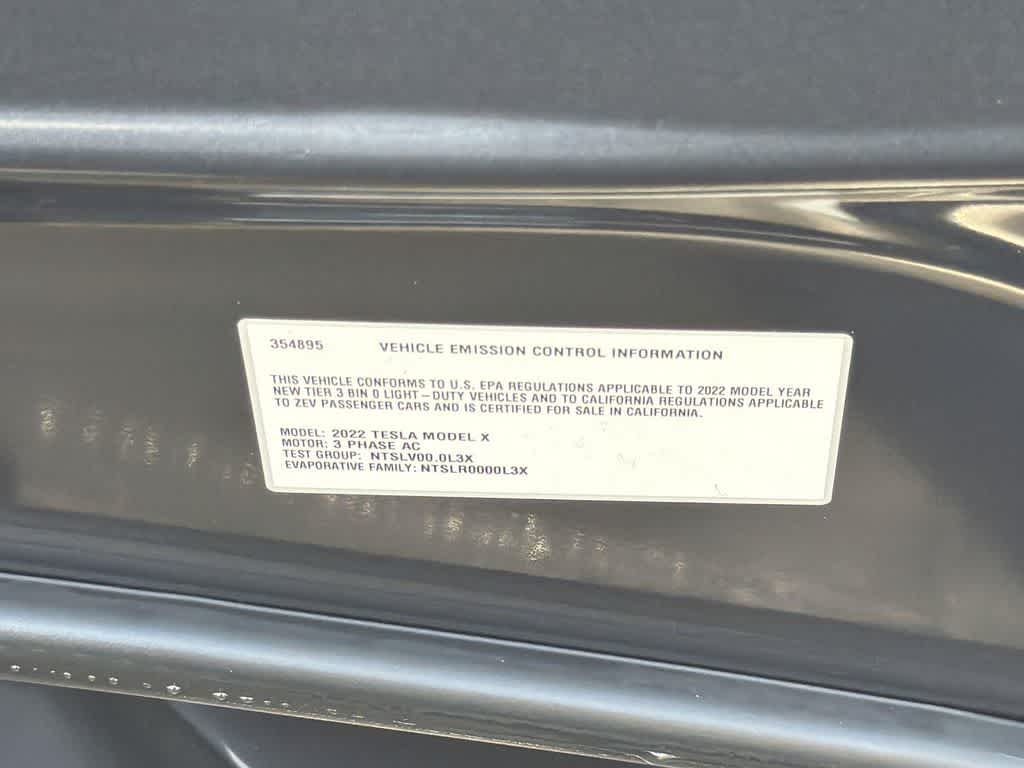 354895 VEHICLE EMISSION CONTROL INFORMATION
THIS VEHICLE CONFORMS TO U.S. EPA REGULATIONS APPLICABLE TO 2022 MODEL YEAR
NEW TIER 3 BIN 0 LIGHT–DUTY VEHICLES AND TO CALIFORNIA REGULATIONS APPLICABLE
TO ZEV PASSENGER CARS AND IS CERTIFIED FOR SALE IN CALIFORNIA.
MODEL: 2022 TESLA MODEL X
MOTOR: 3 PHASE AC
TEST GROUP: NTSLV00.0L3X
EVAPORATIVE FAMILY: NTSLR0000L3X